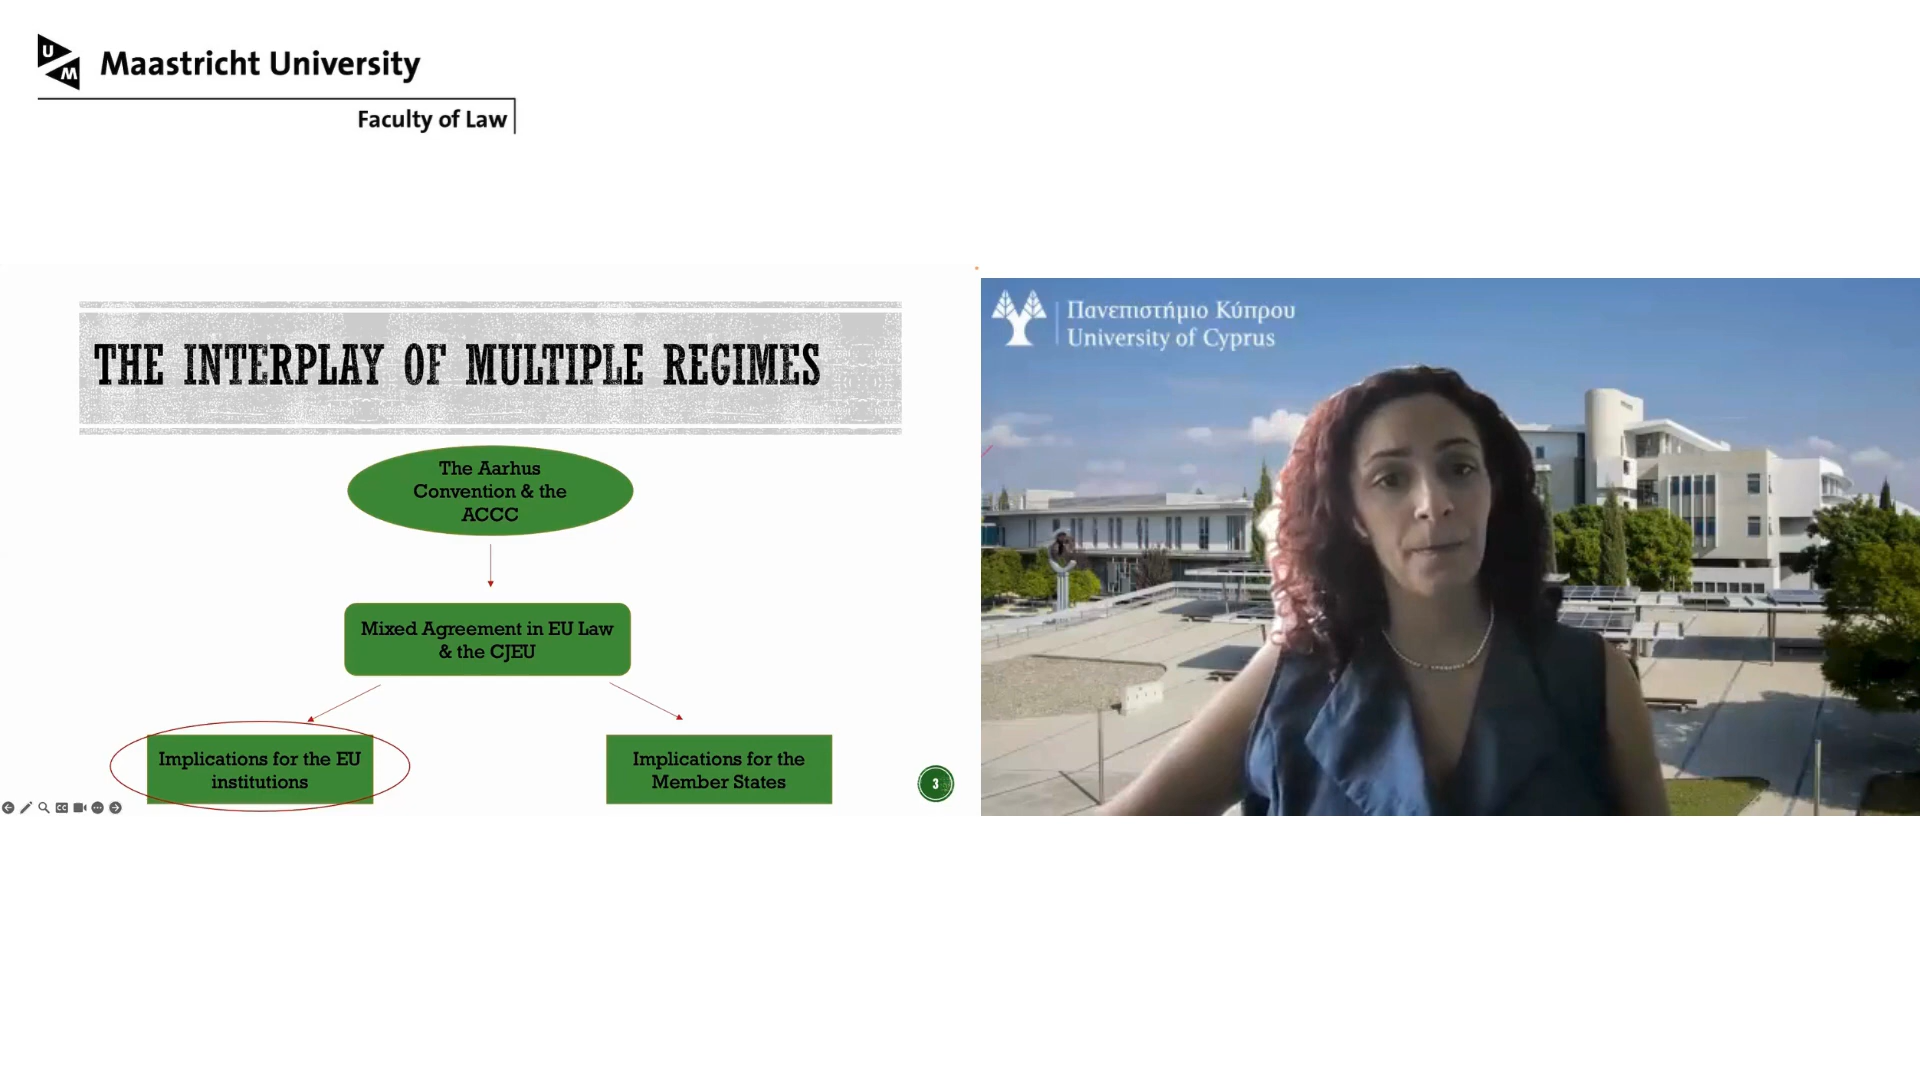 U
M
Maastricht University
Faculty of Law
THE INTERPLAY OF MULTIPLE REGIMES
The Aarhus
Convention & the
ACCC
Mixed Agreement in EU Law
& the CJEU
Implications for the EU
institutions
Implications for the
Member States
3
Πανεπιστήμιο Κύπρου
University of Cyprus